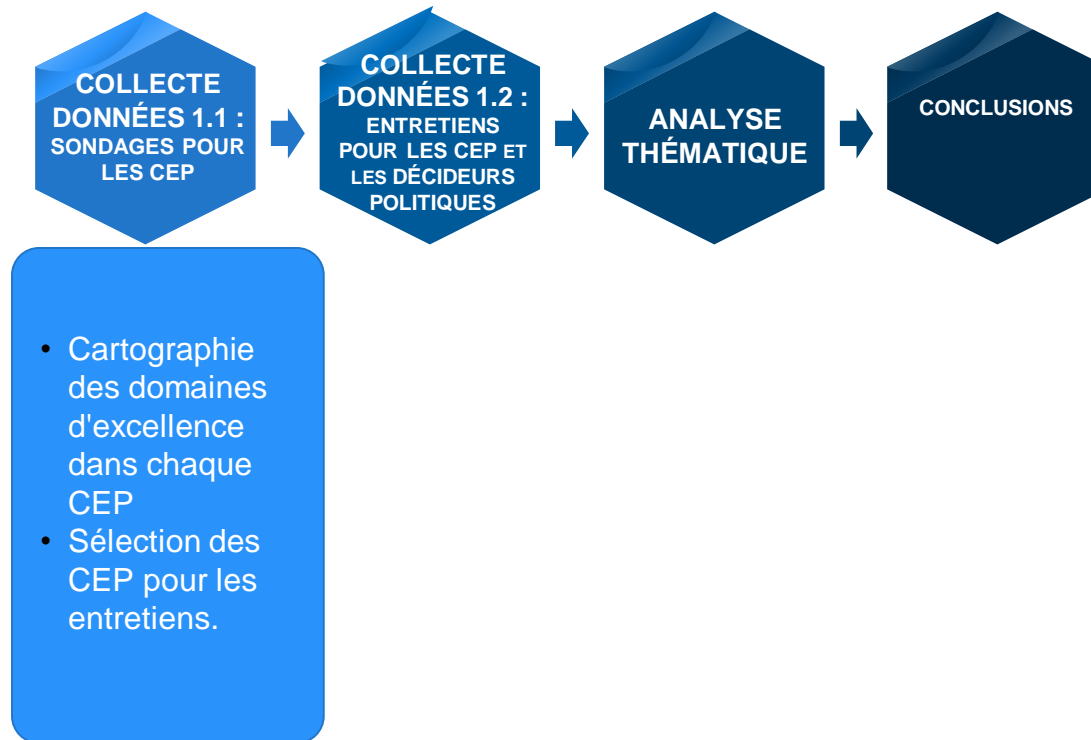 COLLECTE
DONNÉES 1.1 :
SONDAGES POUR
LES CEP
COLLECTE
DONNÉES 1.2 :
ENTRETIENS
POUR LES CEP ET
LES DÉCIDEURS
POLITIQUES
ANALYSE
THÉMATIQUE
CONCLUSIONS
• Cartographie
des domaines
d'excellence
dans chaque
CEP
• Sélection des
CEP pour les
entretiens.